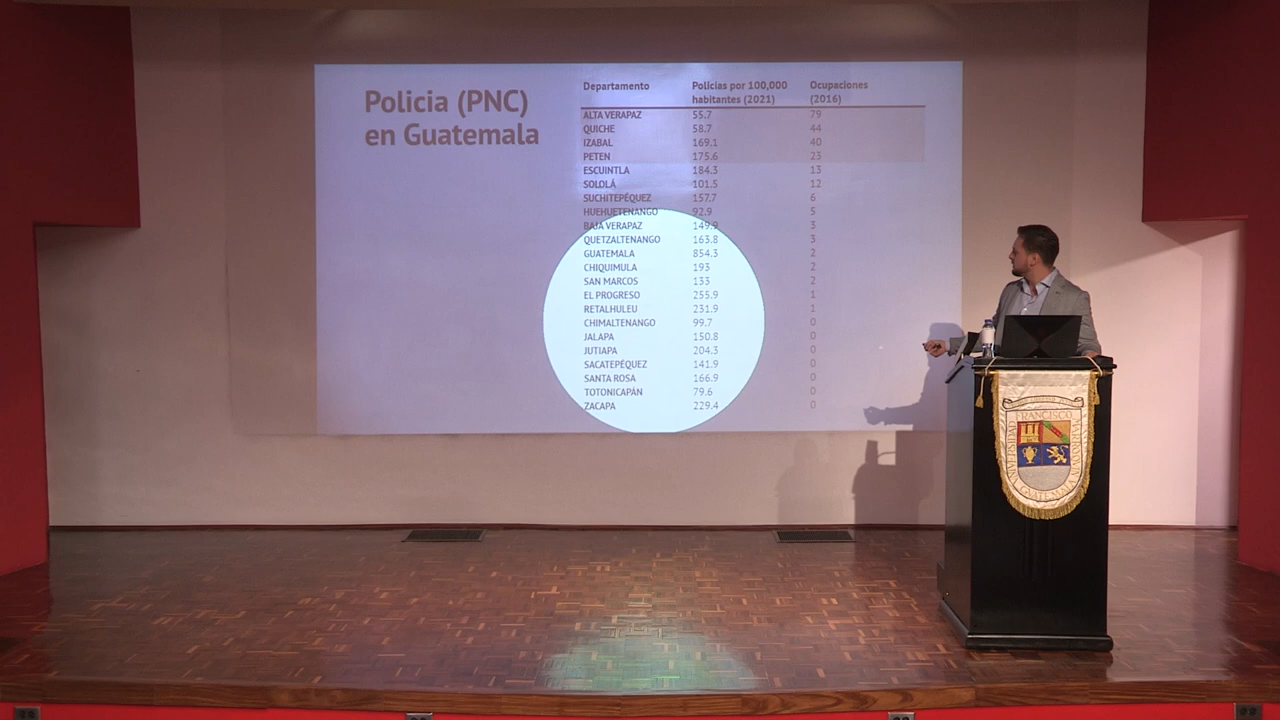 Policia (PNC)
en Guatemala
Departamento Policías por 100,000 habitantes (2021) Ocupaciones (2016)
ALTA VERAPAZ 55.7 79
QUICHE 58.7 44
IZABAL 169.1 40
PETEN 175.6 23
ESCUINTLA 184.3 13
SOLOLÁ 101.5 12
SUCHITEPÉQUEZ 157.7 6
HUEHUETENANGO 92.9 5
BAJA VERAPAZ 149.9 3
QUETZALTENANGO 163.8 3
GUATEMALA 854.3 2
CHIQUIMULA 193 2
SAN MARCOS 133 2
EL PROGRESO 255.9 1
RETALHULEU 231.9 1
CHIMALTENANGO 99.7 0
JALAPA 150.8 0
JUTIAPA 204.3 0
SACATEPÉQUEZ 141.9 0
SANTA ROSA 166.9 0
TOTONICAPÁN 79.6 0
ZACAPA 229.4 0
UNIVERSIDAD FRANCISCO MARROQUIN
GUATEMALA